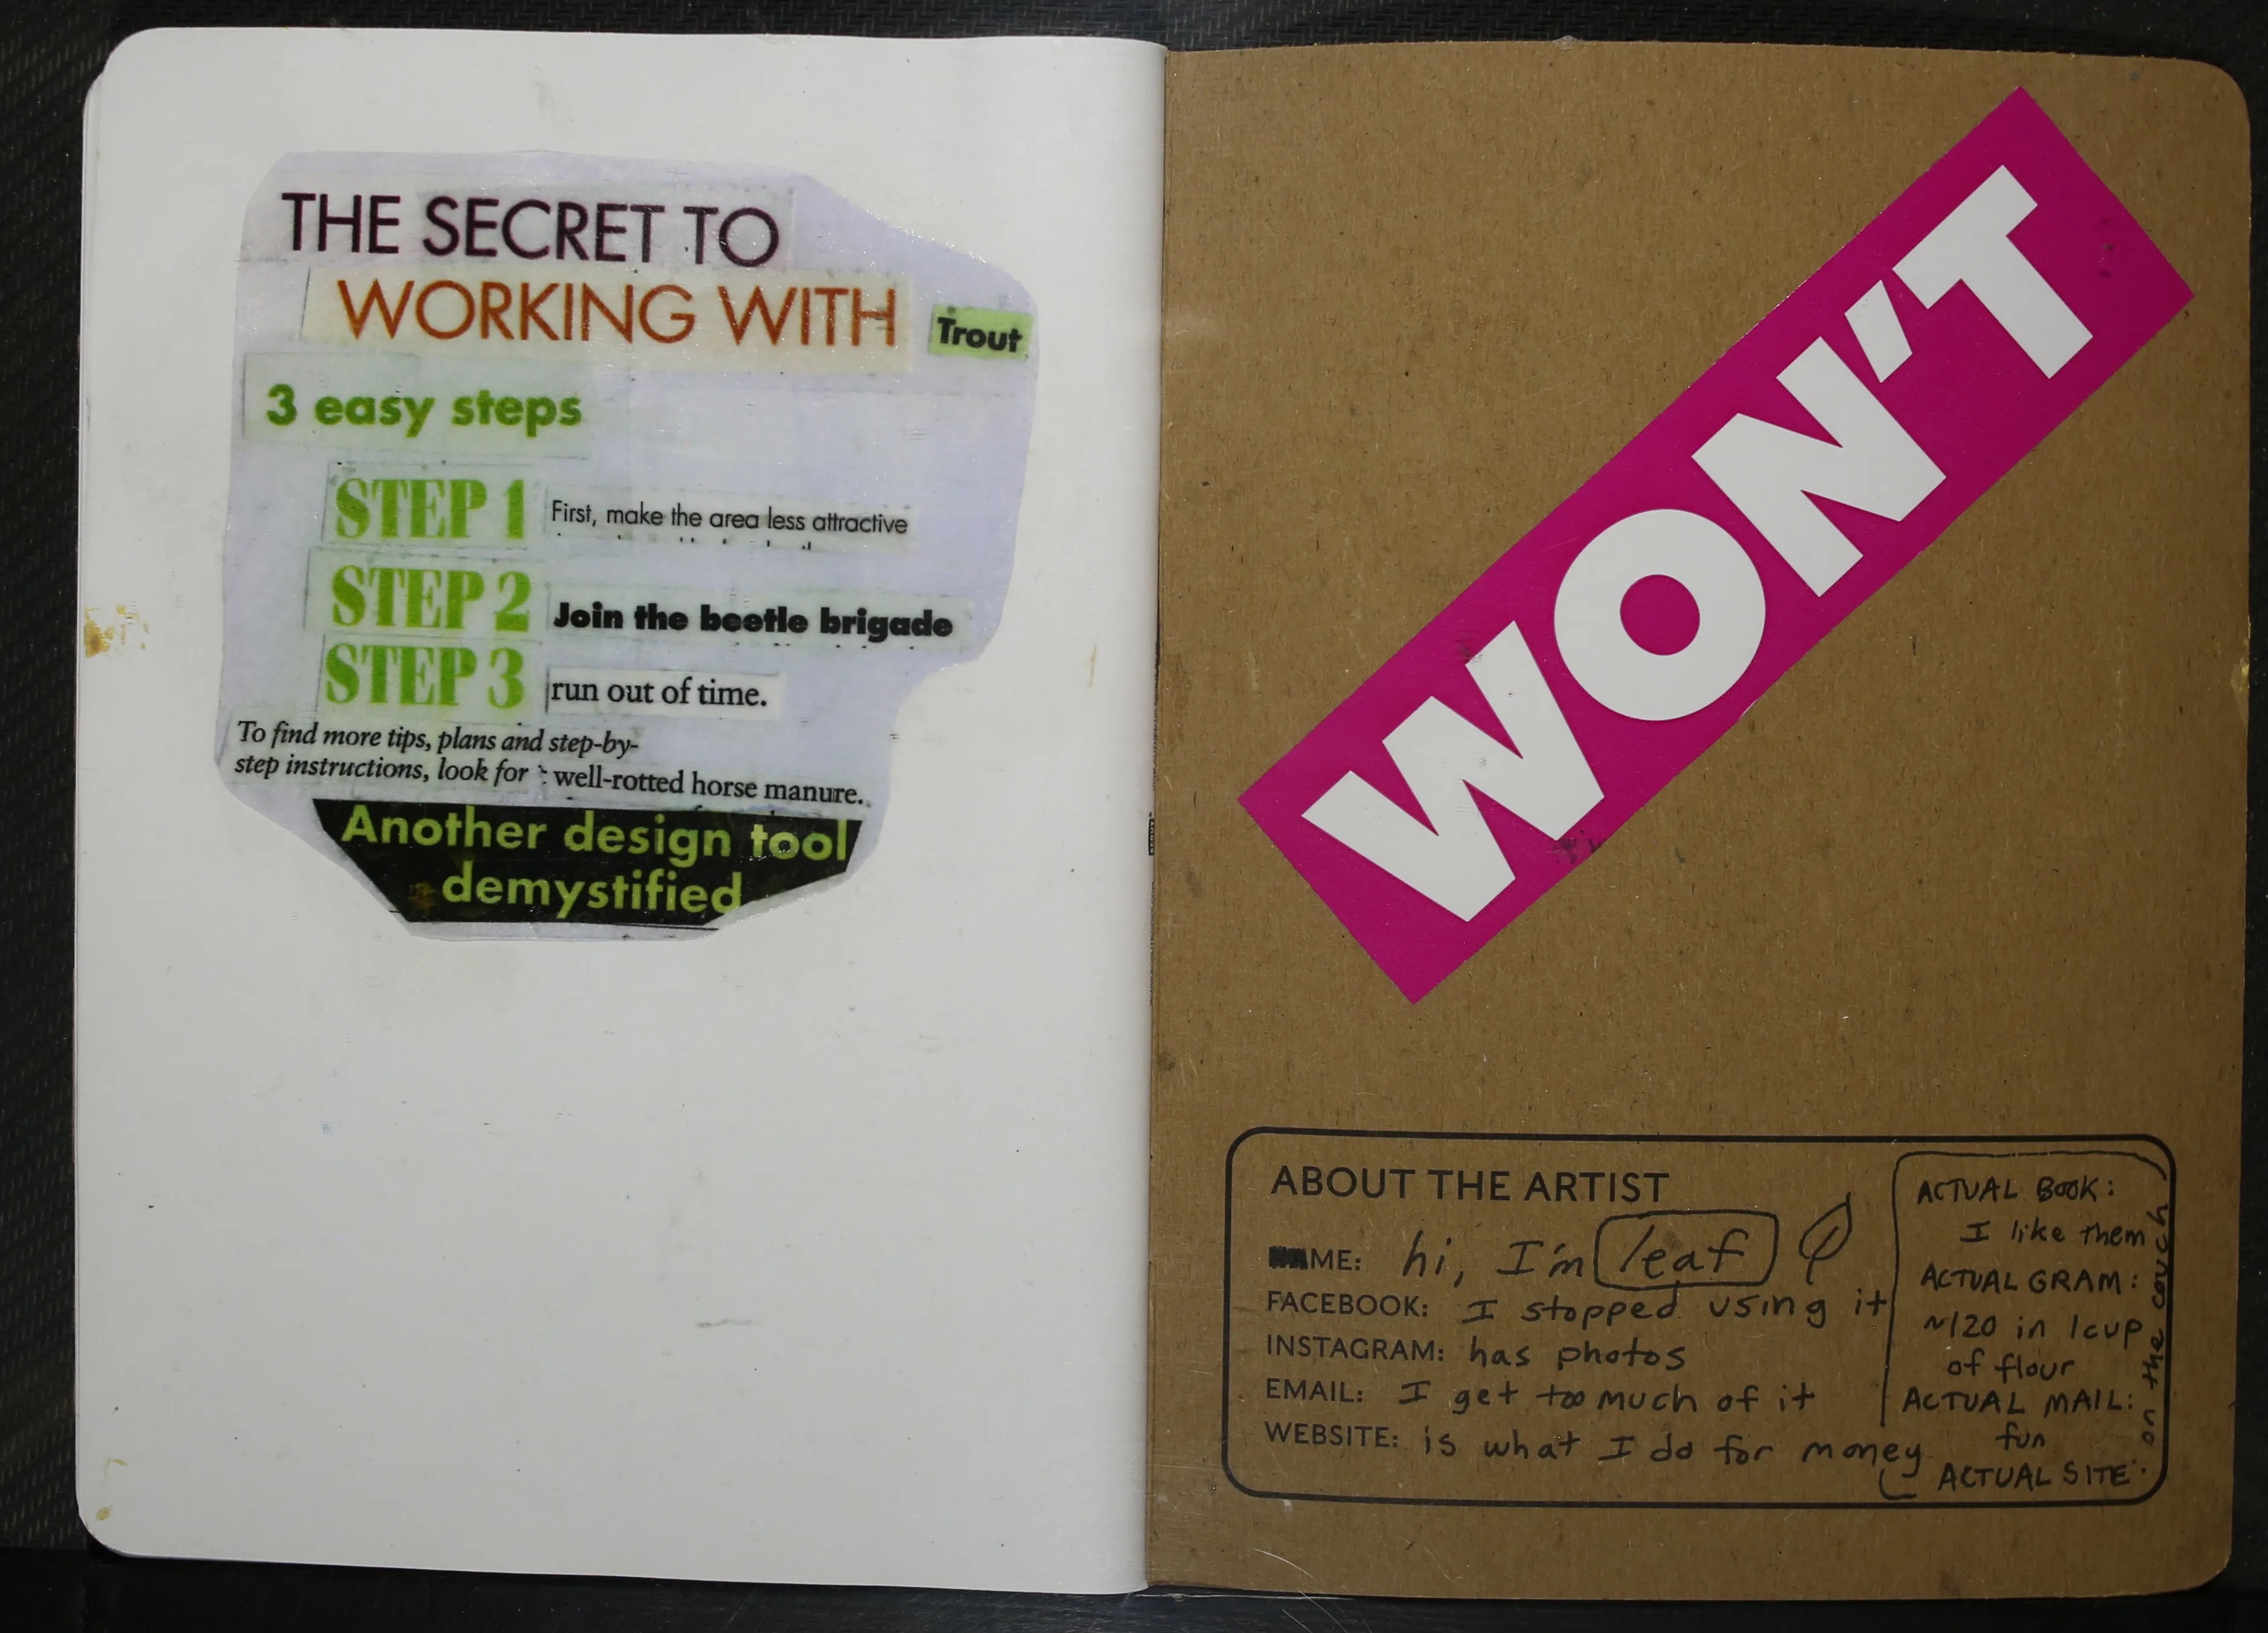 THE SECRET TO
WORKING WITH Trout
3 easy steps
STEP 1 First, make the area less attractive
STEP 2 Join the beetle brigade
STEP 3 run out of time.
To find more tips, plans and step-by-
step instructions, look for well-rotted horse manure.
Another design tool
demystified
WON'T
ABOUT THE ARTIST
ME: hi, I'm leaf
FACEBOOK: I stopped using it
INSTAGRAM: has photos
EMAIL: I get too much of it
WEBSITE: is what I do for money
ACTUAL BOOK:
I like them
ACTUAL GRAM:
~120 in 1cup
of flour
ACTUAL MAIL:
fun
ACTUAL SITE:
on the couch